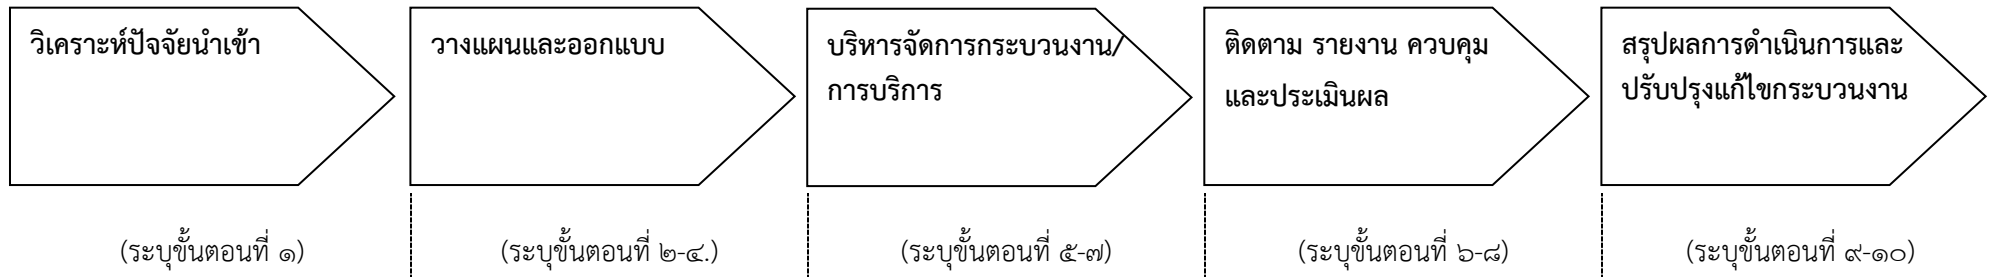 วิเคราะห์ปัจจัยนำเข้า
วางแผนและออกแบบ
บริหารจัดการกระบวนงาน/
การบริการ
ติดตาม รายงาน ควบคุม
และประเมินผล
สรุปผลการดำเนินการและ
ปรับปรุงแก้ไขกระบวนงาน
(ระบุขั้นตอนที่ ๑)
(ระบุขั้นตอนที่ ๒-๔.)
(ระบุขั้นตอนที่ ๕-๗)
(ระบุขั้นตอนที่ ๖-๘)
(ระบุขั้นตอนที่ ๙-๑๐)